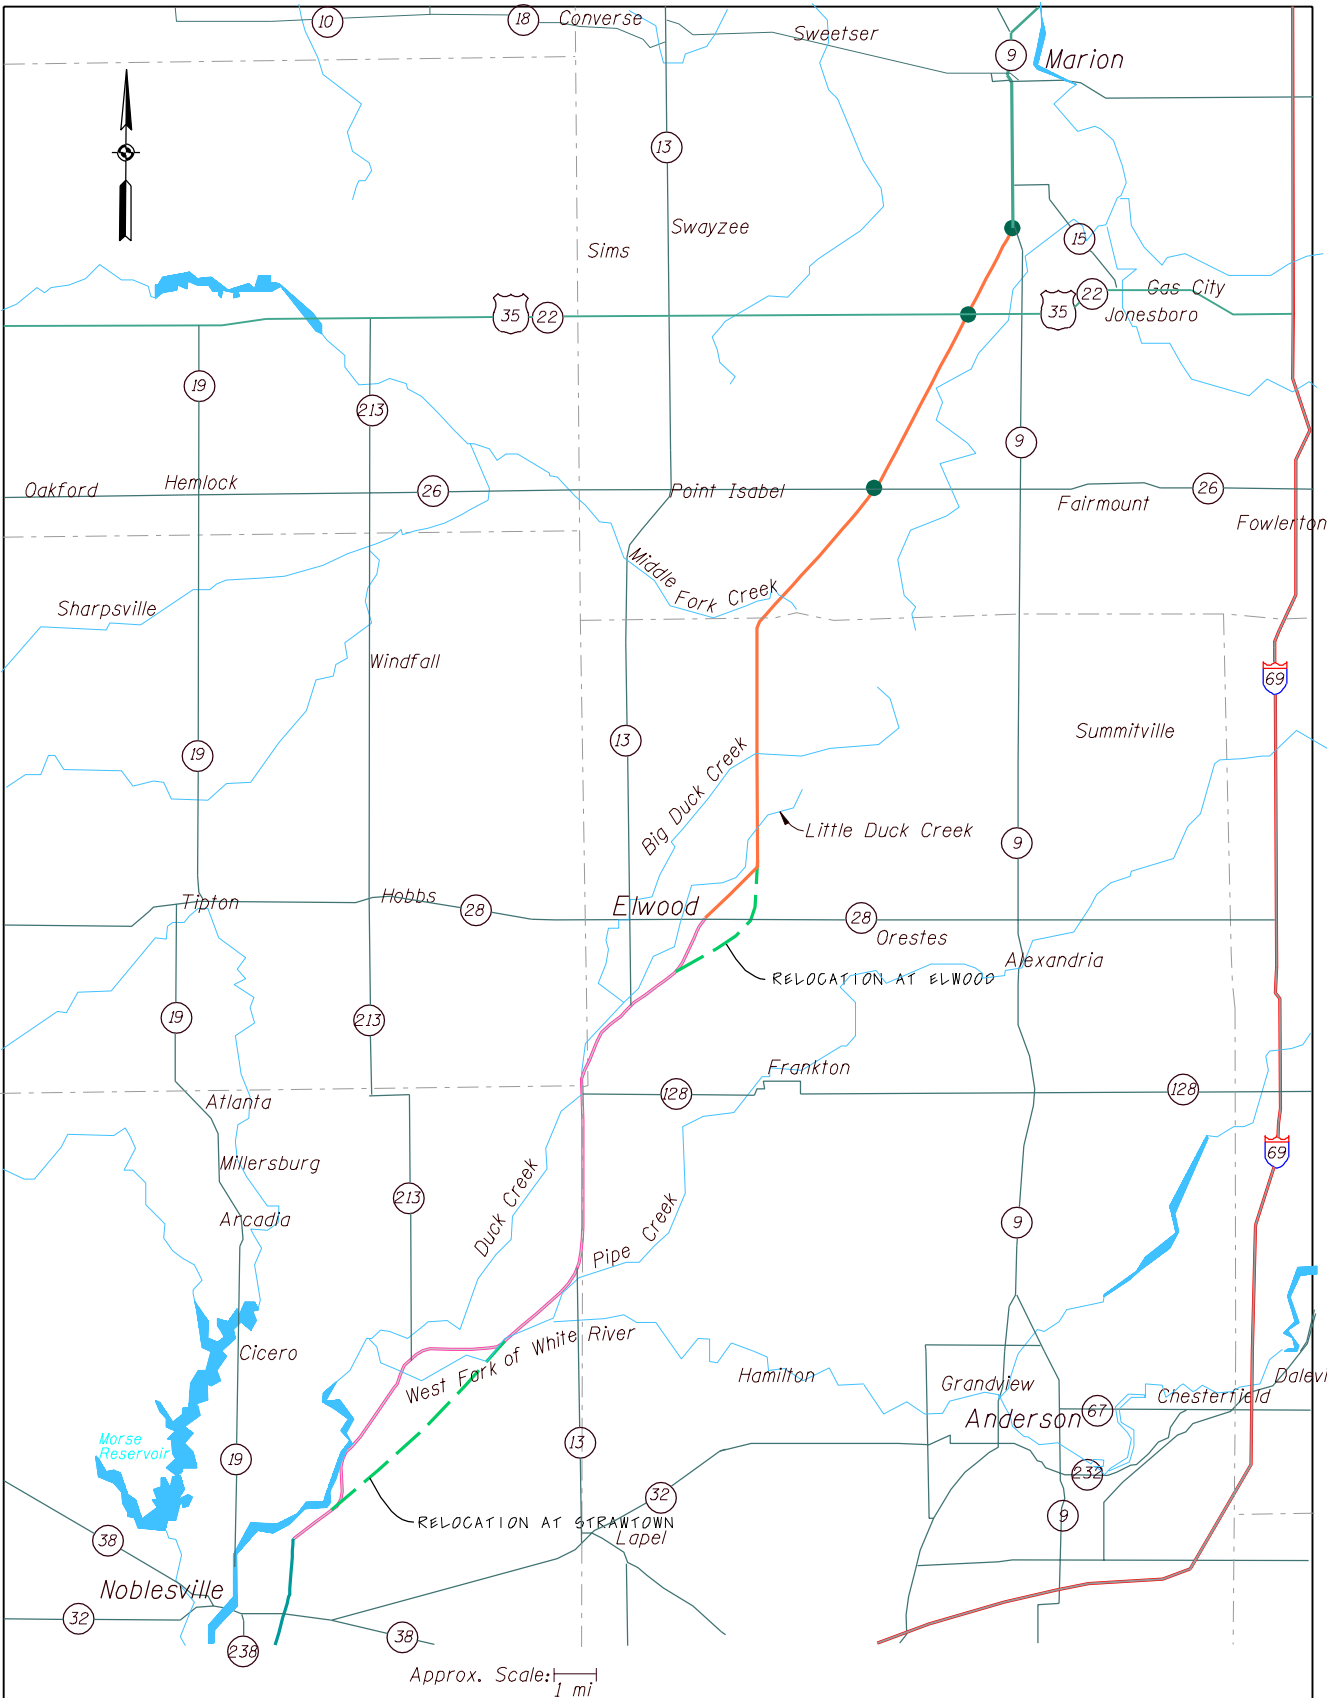 10
18
Converse
Sweetser
9
Marion
13
Swayzee
Sims
15
35
22
35
22
Gas City
Jonesboro
19
213
9
Oakford
Hemlock
26
Point Isabel
Fairmount
26
Fowlerton
Middle
Fork Creek
Sharpsville
Windfall
69
19
13
Big Duck Creek
Summitville
Little Duck Creek
9
Tipton
Hobbs
28
Elwood
28
Orestes
Alexandria
RELOCATION AT ELWOOD
19
213
Frankton
128
128
Atlanta
Millersburg
Arcadia
213
Duck Creek
Pipe Creek
9
69
West Fork of White River
Cicero
Hamilton
Grandview
Chesterfield
Dalevi
Anderson
67
Morse
Reservoir
19
13
232
32
9
RELOCATION AT STRAWTOWN
Lapel
38
Noblesville
32
238
38
Approx. Scale:
1 mi